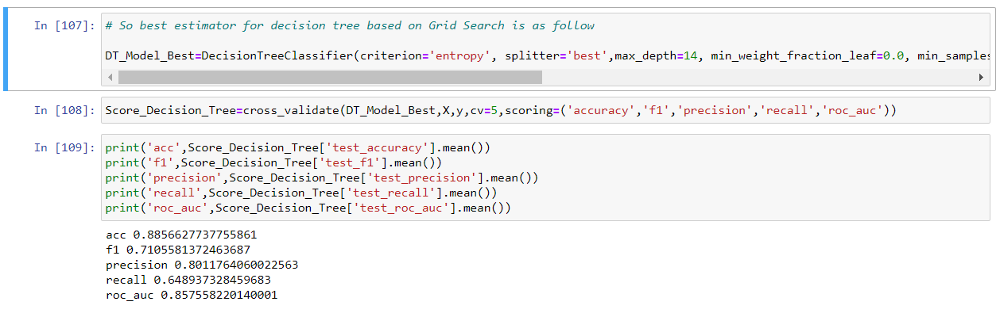 In [107]: # So best estimator for decision tree based on Grid Search is as follow
DT_Model_Best=DecisionTreeClassifier(criterion='entropy', splitter='best',max_depth=14, min_weight_fraction_leaf=0.0, min_samples
In [108]: Score_Decision_Tree=cross_validate(DT_Model_Best,X,y,cv=5,scoring=('accuracy','f1','precision','recall','roc_auc'))
In [109]: print('acc',Score_Decision_Tree['test_accuracy'].mean())
print('f1',Score_Decision_Tree['test_f1'].mean())
print('precision',Score_Decision_Tree['test_precision'].mean())
print('recall',Score_Decision_Tree['test_recall'].mean())
print('roc_auc',Score_Decision_Tree['test_roc_auc'].mean())
acc 0.8856627737755861
f1 0.7105581372463687
precision 0.8011764060022563
recall 0.648937328459683
roc_auc 0.857558220140001